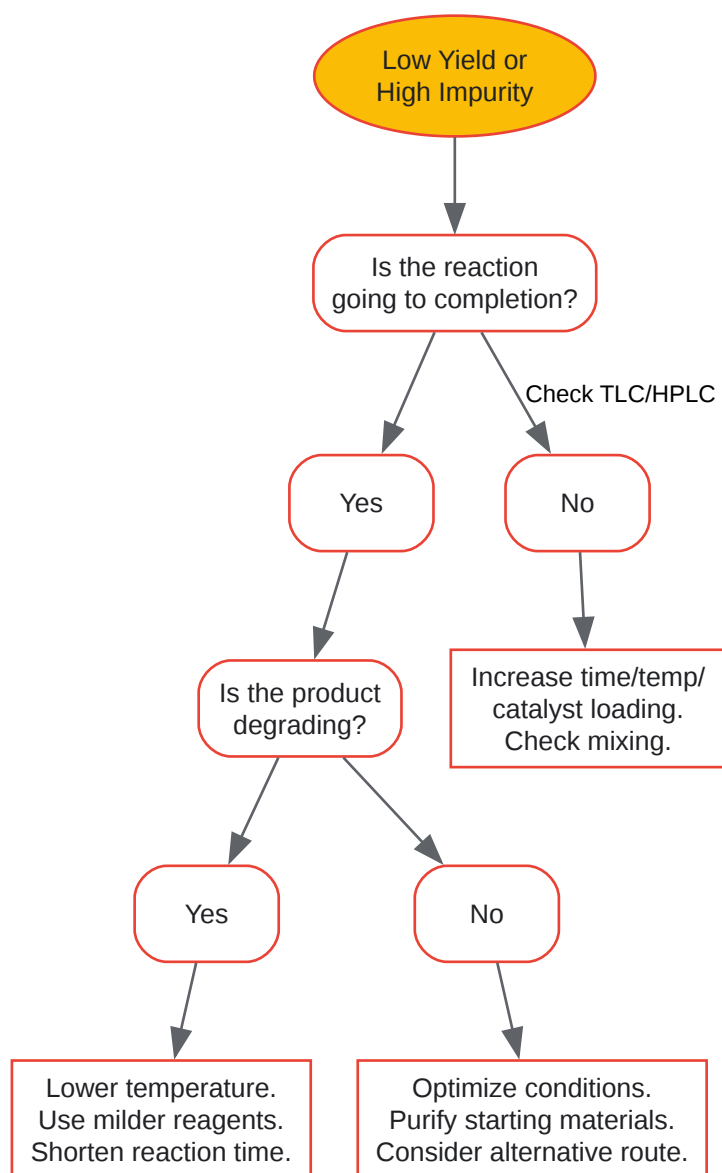 Low Yield or
High Impurity
Is the reaction
going to completion?
Check TLC/HPLC
Yes
No
Is the product
degrading?
Increase time/temp/
catalyst loading.
Check mixing.
Yes
No
Lower temperature.
Use milder reagents.
Shorten reaction time.
Optimize conditions.
Purify starting materials.
Consider alternative route.